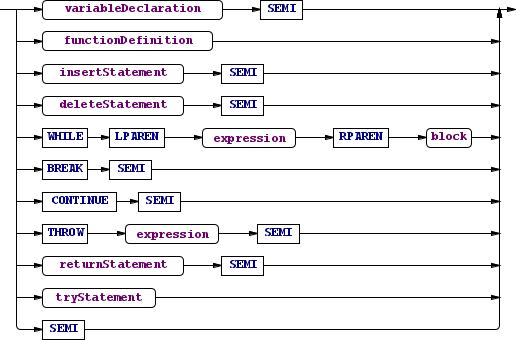 variableDeclaration SEMI
functionDefinition
insertStatement SEMI
deleteStatement SEMI
WHILE LPAREN expression RPAREN block
BREAK SEMI
CONTINUE SEMI
THROW expression SEMI
returnStatement SEMI
tryStatement
SEMI